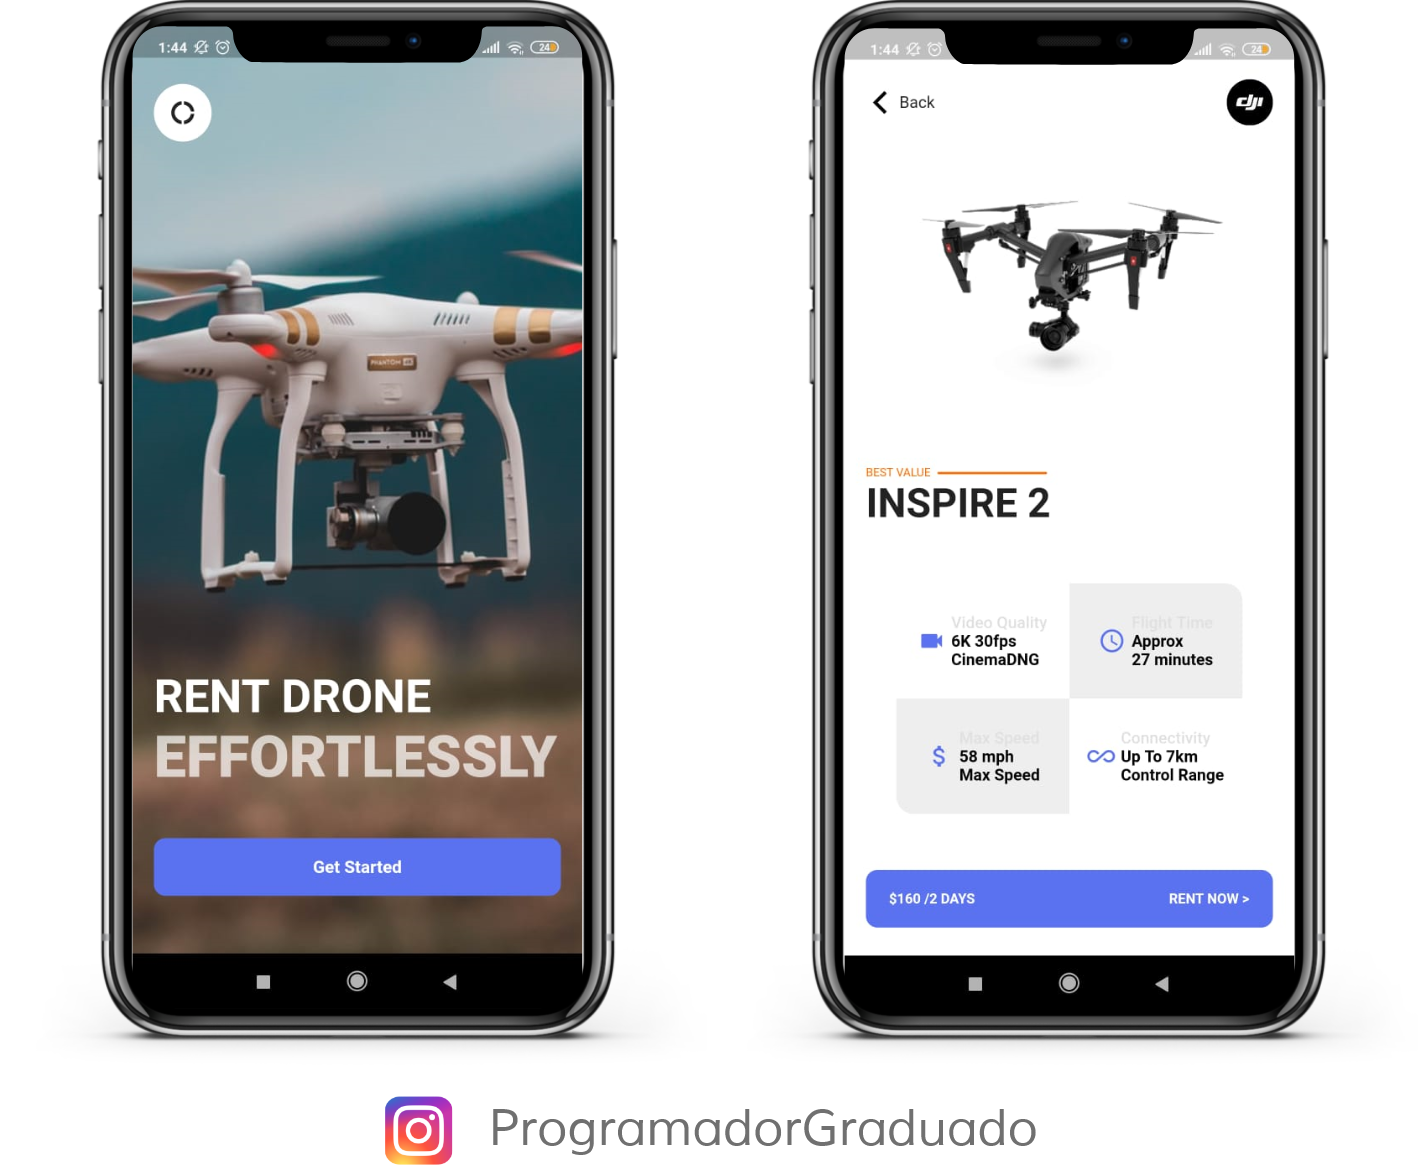 1:44
24
PHANTOM
RENT DRONE
EFFORTLESSLY
Get Started
1:44
24
Back
dji
BEST VALUE
INSPIRE 2
Video Quality
6K 30fps
CinemaDNG
Flight Time
Approx
27 minutes
Max Speed
58 mph
Max Speed
Connectivity
Up To 7km
Control Range
$160 /2 DAYS
RENT NOW >
ProgramadorGraduado